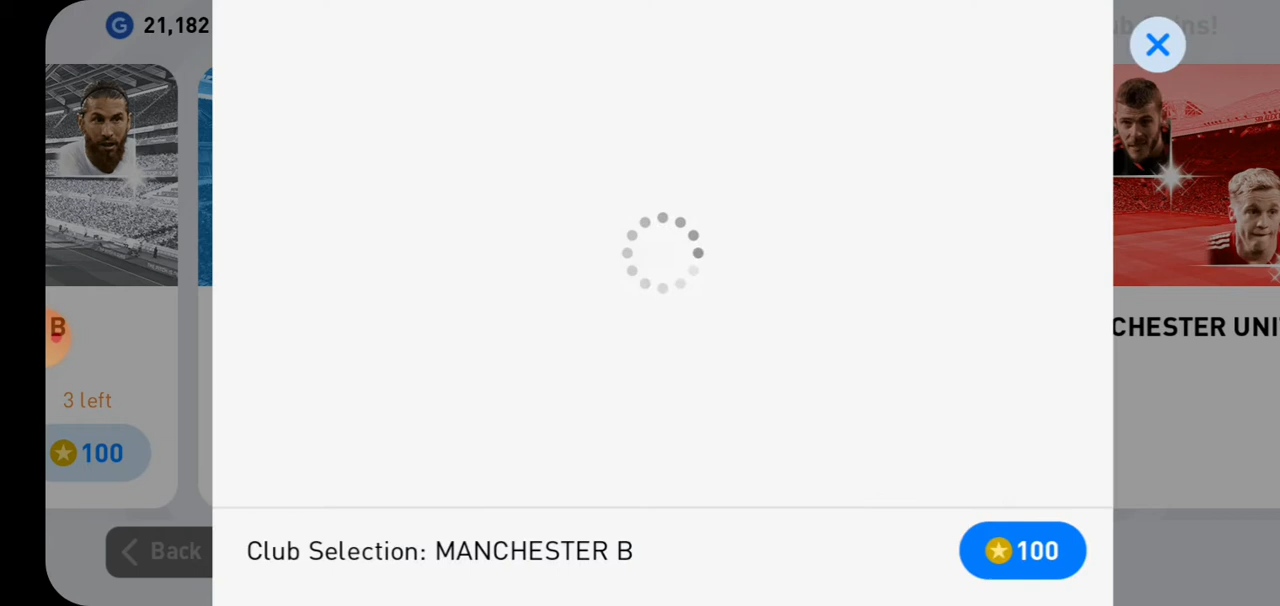 G 21,182
B
3 left
100
Back
Club Selection: MANCHESTER B
100
CHESTER UNI